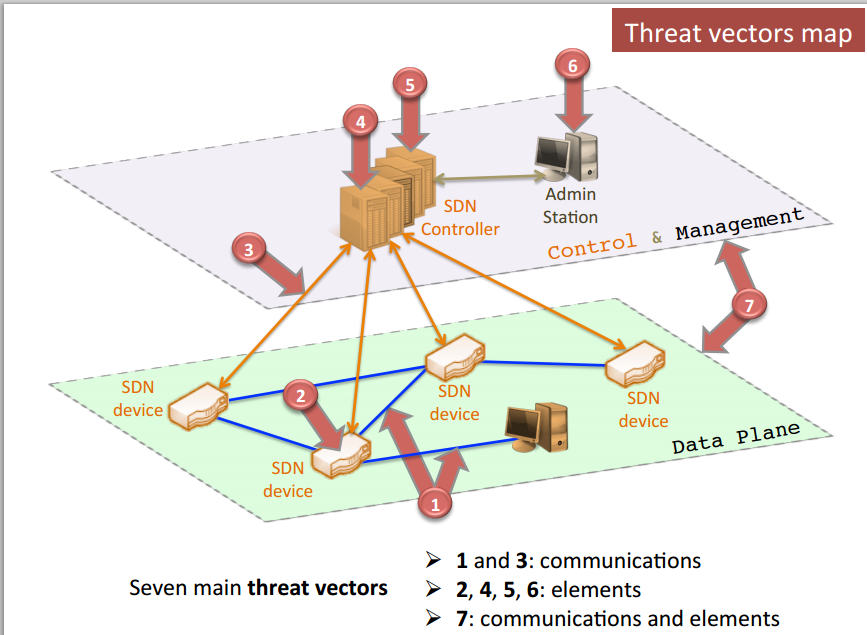 Threat vectors map
6
5
4
SDN
Controller
Admin
Station
Control & Management
3
7
SDN
device
SDN
device
SDN
device
2
SDN
device
Data Plane
1
Seven main threat vectors
➢ 1 and 3: communications
➢ 2, 4, 5, 6: elements
➢ 7: communications and elements